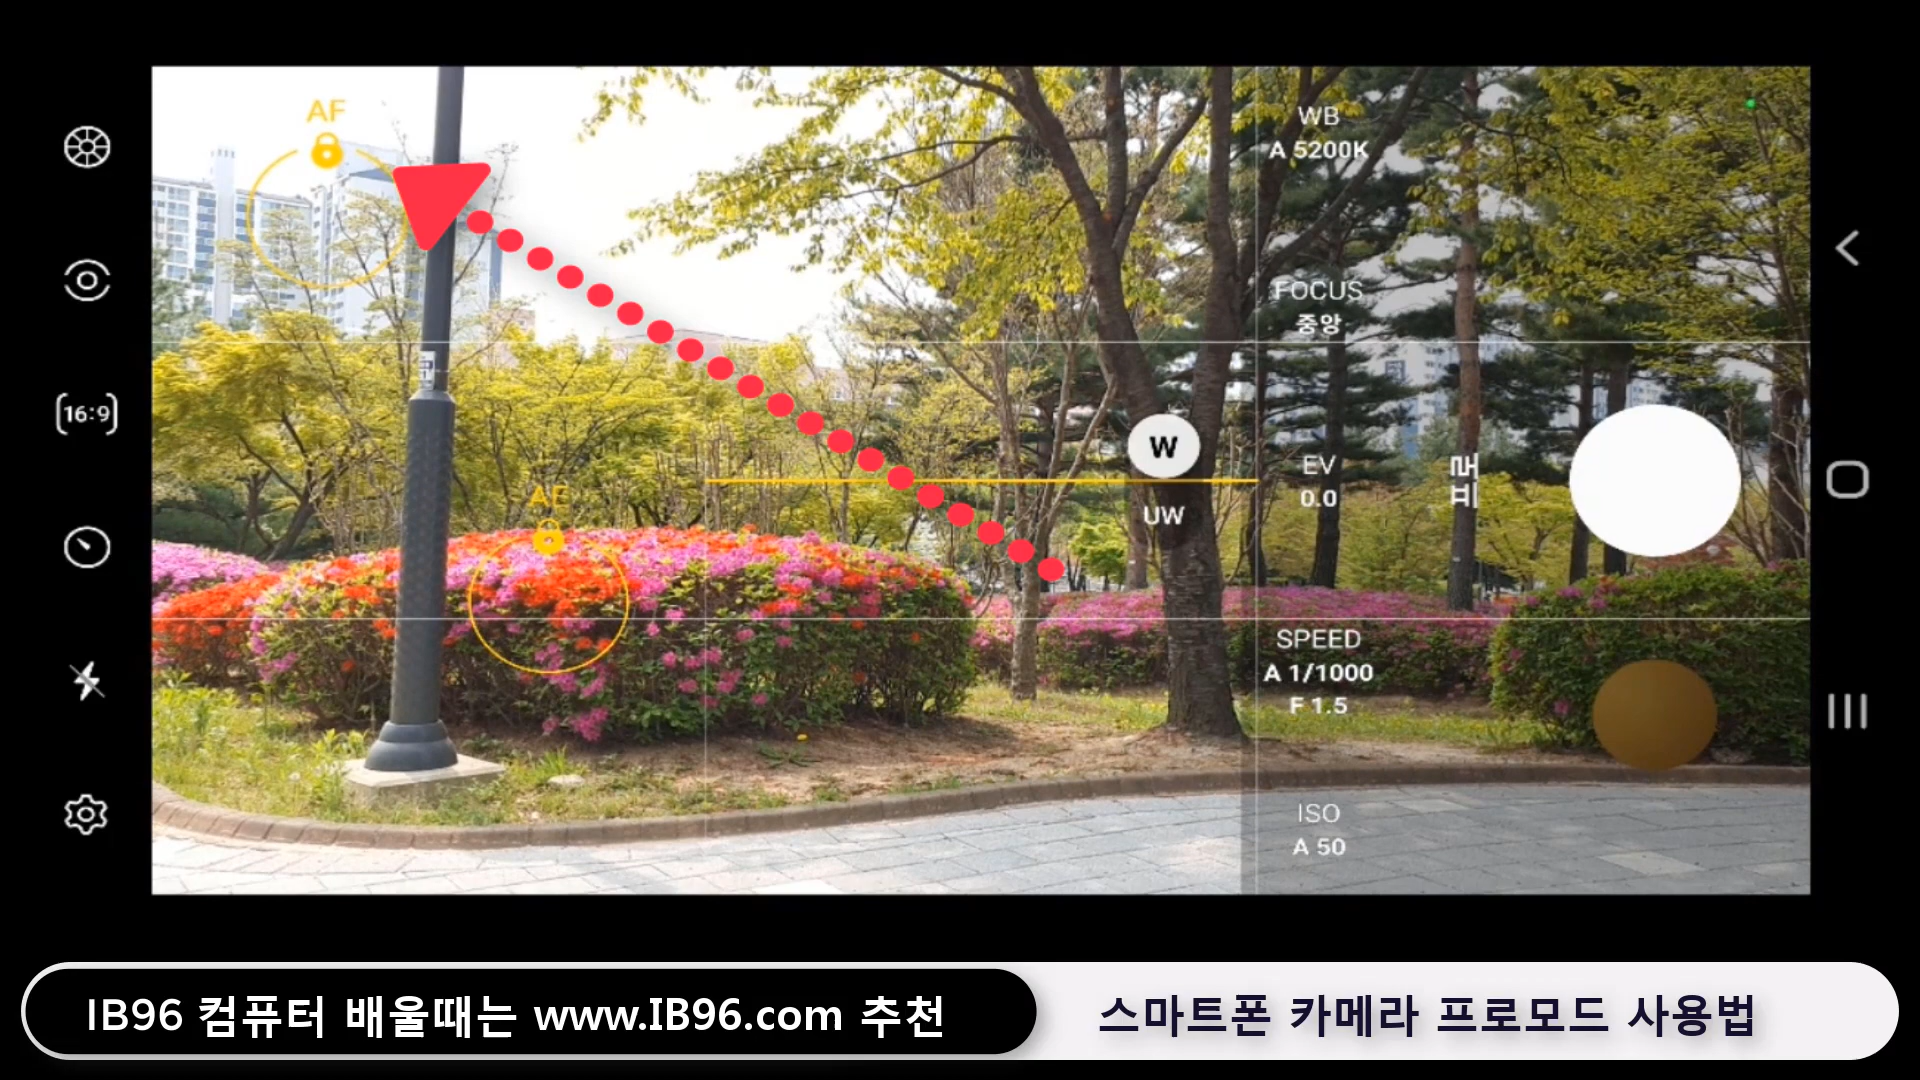 AF
WB
A 5200K
FOCUS
중앙
[16:9]
W
EV
0.0
프로
AE
UW
SPEED
A 1/1000
F 1.5
ISO
A 50
IB96 컴퓨터 배울때는 www.IB96.com 추천
스마트폰 카메라 프로모드 사용법